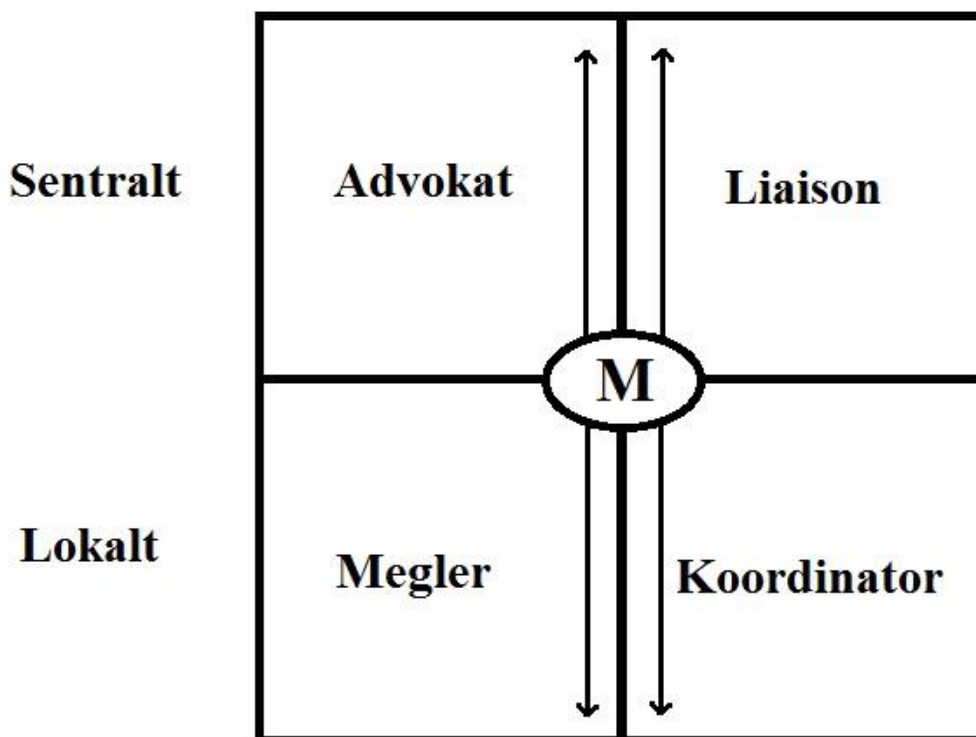 Sentralt
Advokat
Liaison
M
Lokalt
Megler
Koordinator